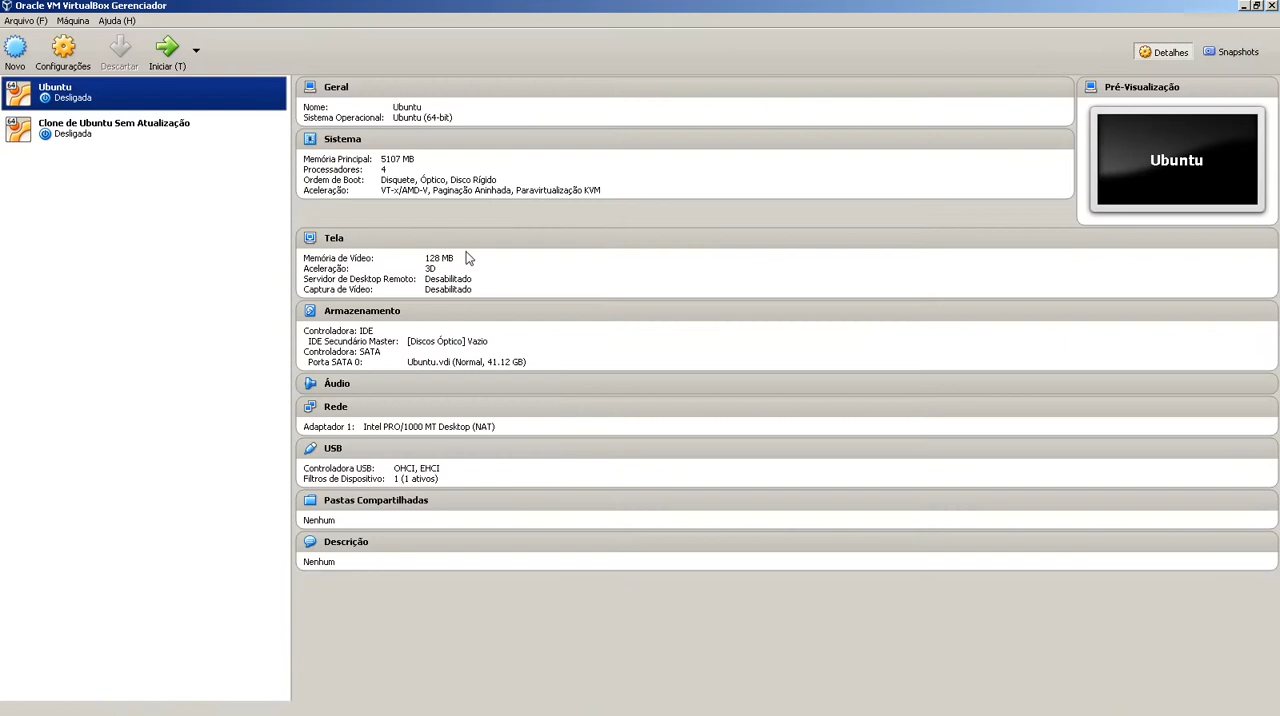 Oracle VM VirtualBox Gerenciador
Arquivo (F) Máquina Ajuda (H)
Novo Configurações Descartar Iniciar (T) Detalhes Snapshots
64 Ubuntu
Desligada
64 Clone de Ubuntu Sem Atualização
Desligada
Geral
Nome: Ubuntu
Sistema Operacional: Ubuntu (64-bit)
Sistema
Memória Principal: 5107 MB
Processadores: 4
Ordem de Boot: Disquete, Óptico, Disco Rígido
Aceleração: VT-x/AMD-V, Paginação Aninhada, Paravirtualização KVM
Pré-Visualização
Ubuntu
Tela
Memória de Vídeo: 128 MB
Aceleração: 3D
Servidor de Desktop Remoto: Desabilitado
Captura de Vídeo: Desabilitado
Armazenamento
Controladora: IDE
IDE Secundário Master: [Discos Óptico] Vazio
Controladora: SATA
Porta SATA 0: Ubuntu.vdi (Normal, 41.12 GB)
Áudio
Rede
Adaptador 1: Intel PRO/1000 MT Desktop (NAT)
USB
Controladora USB: OHCI, EHCI
Filtros de Dispositivo: 1 (1 ativos)
Pastas Compartilhadas
Nenhum
Descrição
Nenhum